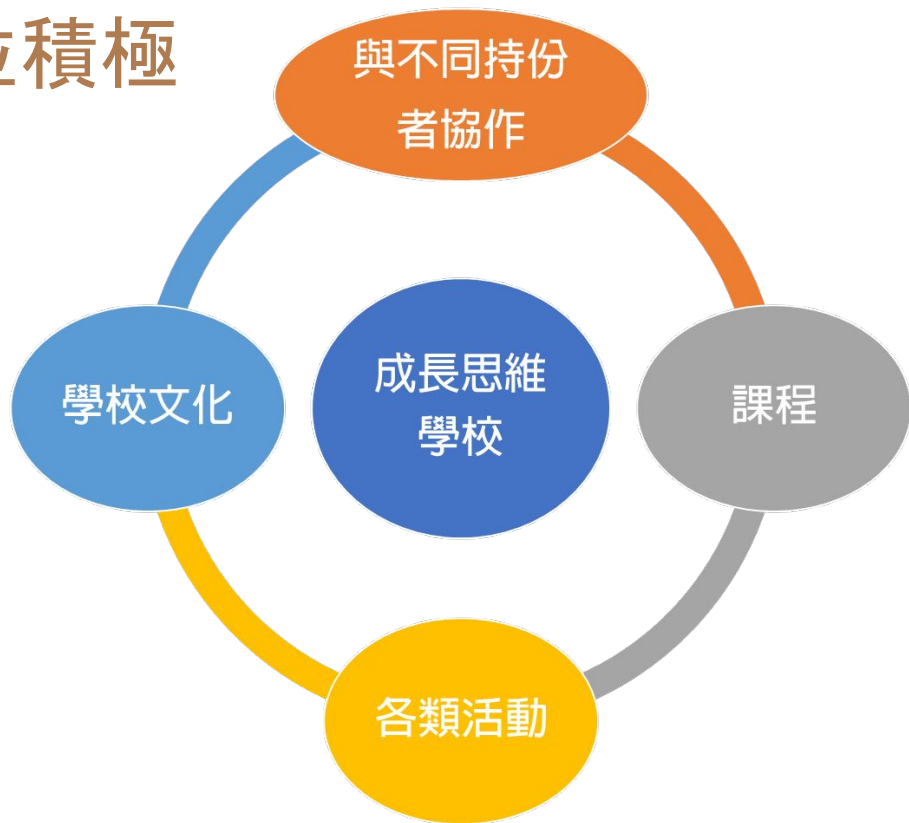 積極
與不同持份
者協作
學校文化
成長思維
學校
課程
各類活動